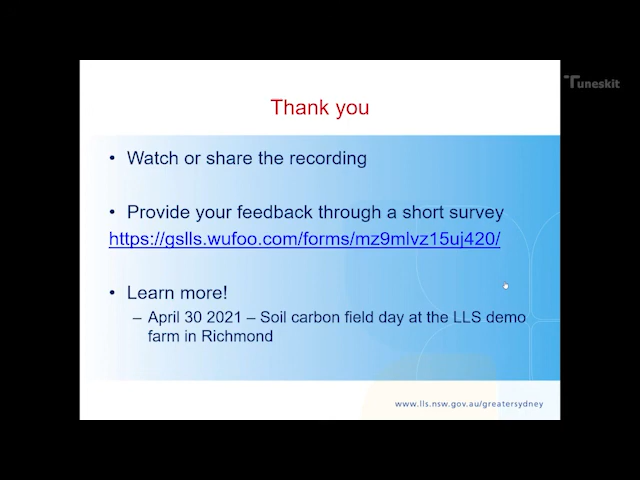 Tuneskit
Thank you
• Watch or share the recording
• Provide your feedback through a short survey
https://gslls.wufoo.com/forms/mz9mlvz15uj420/
• Learn more!
– April 30 2021 – Soil carbon field day at the LLS demo
farm in Richmond
www.lls.nsw.gov.au/greatersydney